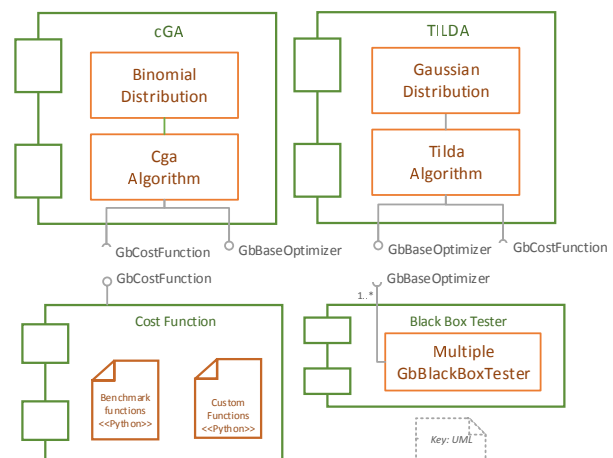 cGA
TILDA
Binomial
Distribution
Gaussian
Distribution
Cga
Algorithm
Tilda
Algorithm
GbCostFunction
GbBaseOptimizer
GbBaseOptimizer
GbCostFunction
GbCostFunction
GbBaseOptimizer
1..*
Cost Function
Black Box Tester
Benchmark
functions
<<Python>>
Custom
Functions
<<Python>>
Multiple
GbBlackBoxTester
Key: UML